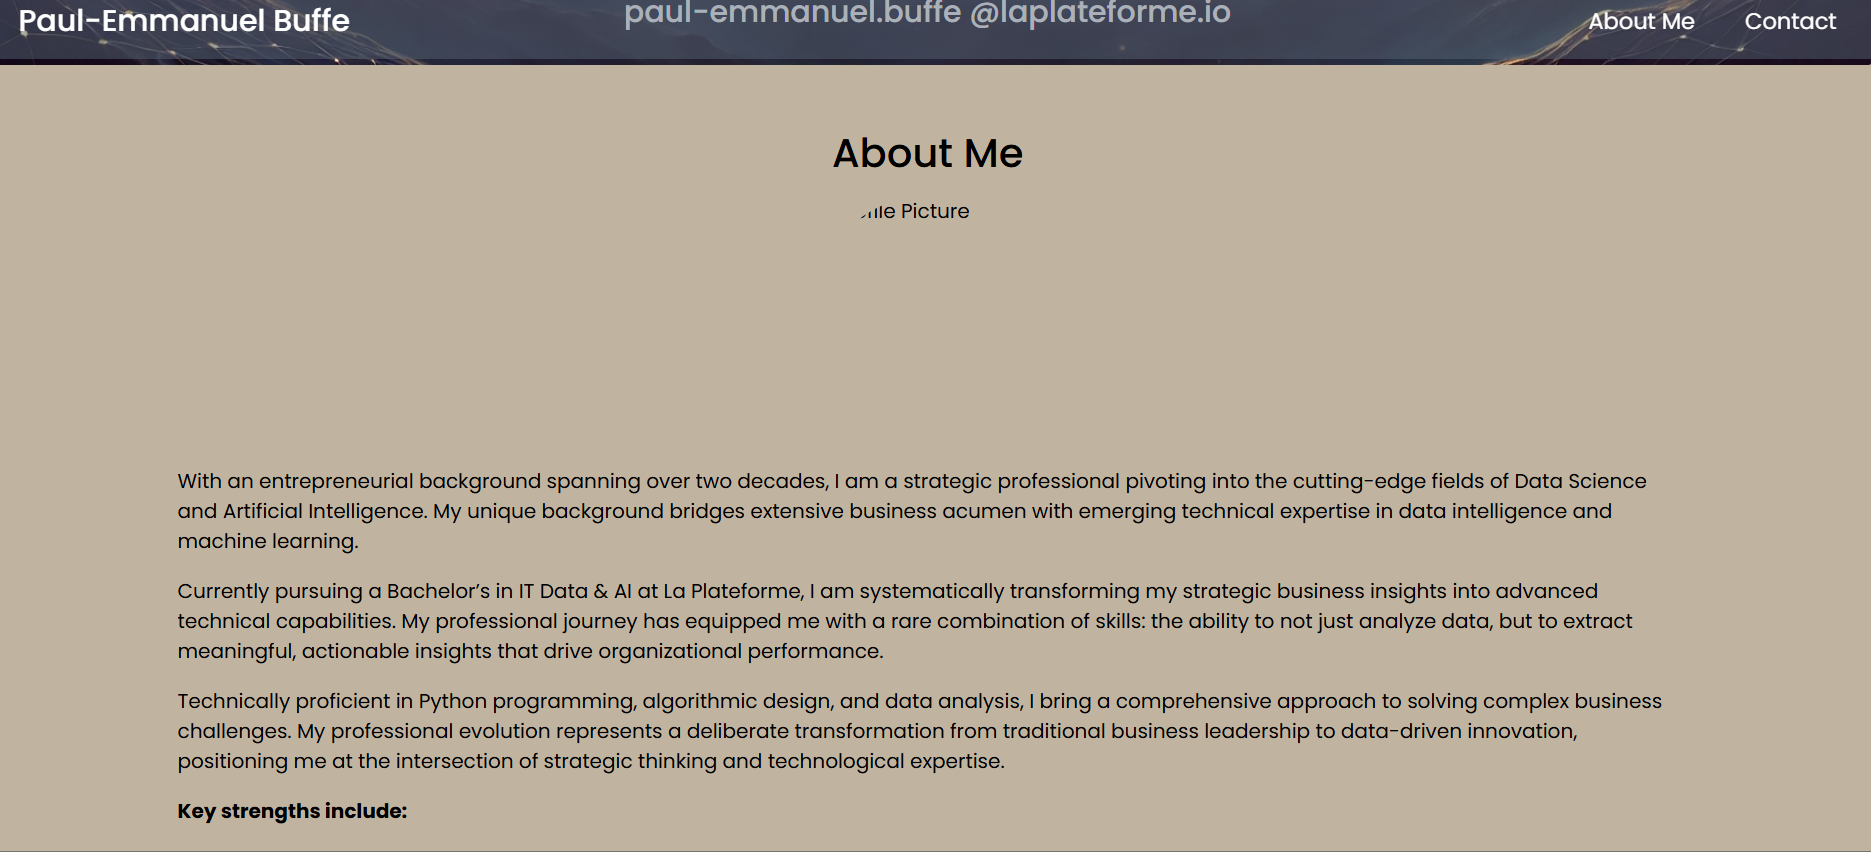 Paul-Emmanuel Buffe
paul-emmanuel.buffe @laplateforme.io
About Me
Contact
About Me
Picture
With an entrepreneurial background spanning over two decades, I am a strategic professional pivoting into the cutting-edge fields of Data Science
and Artificial Intelligence. My unique background bridges extensive business acumen with emerging technical expertise in data intelligence and
machine learning.
Currently pursuing a Bachelor’s in IT Data & AI at La Plateforme, I am systematically transforming my strategic business insights into advanced
technical capabilities. My professional journey has equipped me with a rare combination of skills: the ability to not just analyze data, but to extract
meaningful, actionable insights that drive organizational performance.
Technically proficient in Python programming, algorithmic design, and data analysis, I bring a comprehensive approach to solving complex business
challenges. My professional evolution represents a deliberate transformation from traditional business leadership to data-driven innovation,
positioning me at the intersection of strategic thinking and technological expertise.
Key strengths include: